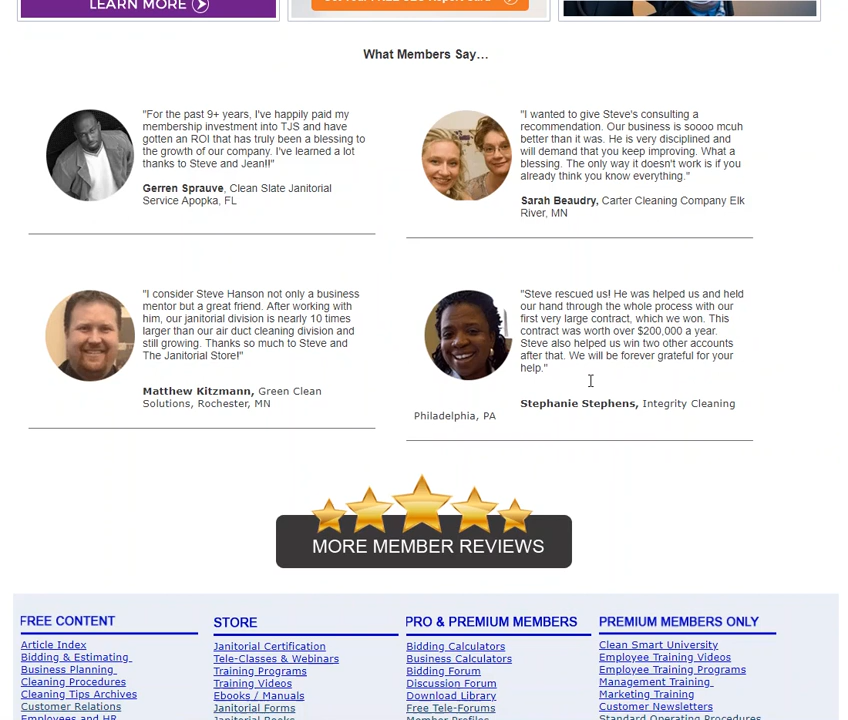 LEARN MORE
What Members Say...
"For the past 9+ years, I've happily paid my
membership investment into TJS and have
gotten an ROI that has truly been a blessing to
the growth of our company. I've learned a lot
thanks to Steve and Jean!!"
Gerren Sprauve, Clean Slate Janitorial
Service Apopka, FL
"I wanted to give Steve's consulting a
recommendation. Our business is soooo mcuh
better than it was. He is very disciplined and
will demand that you keep improving. What a
blessing. The only way it doesn't work is if you
already think you know everything."
Sarah Beaudry, Carter Cleaning Company Elk
River, MN
"I consider Steve Hanson not only a business
mentor but a great friend. After working with
him, our janitorial division is nearly 10 times
larger than our air duct cleaning division and
still growing. Thanks so much to Steve and
The Janitorial Store!"
Matthew Kitzmann, Green Clean
Solutions, Rochester, MN
"Steve rescued us! He was helped us and held
our hand through the whole process with our
first very large contract, which we won. This
contract was worth over $200,000 a year.
Steve also helped us win two other accounts
after that. We will be forever grateful for your
help."
Stephanie Stephens, Integrity Cleaning
Philadelphia, PA
MORE MEMBER REVIEWS
FREE CONTENT
Article Index
Bidding & Estimating
Business Planning
Cleaning Procedures
Cleaning Tips Archives
Customer Relations
Employees and HR
STORE
Janitorial Certification
Tele-Classes & Webinars
Training Programs
Training Videos
Ebooks / Manuals
Janitorial Forms
Janitorial Books
PRO & PREMIUM MEMBERS
Bidding Calculators
Business Calculators
Bidding Forum
Discussion Forum
Download Library
Free Tele-Forums
Member Profiles
PREMIUM MEMBERS ONLY
Clean Smart University
Employee Training Videos
Employee Training Programs
Management Training
Marketing Training
Customer Newsletters
Standard Operating Procedures